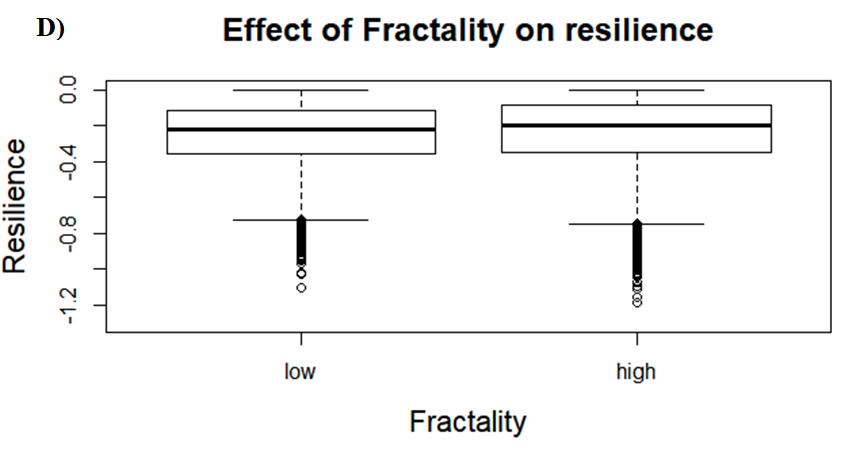 D)
Effect of Fractality on resilience
Resilience
0.0
-0.4
-0.8
-1.2
low
high
Fractality